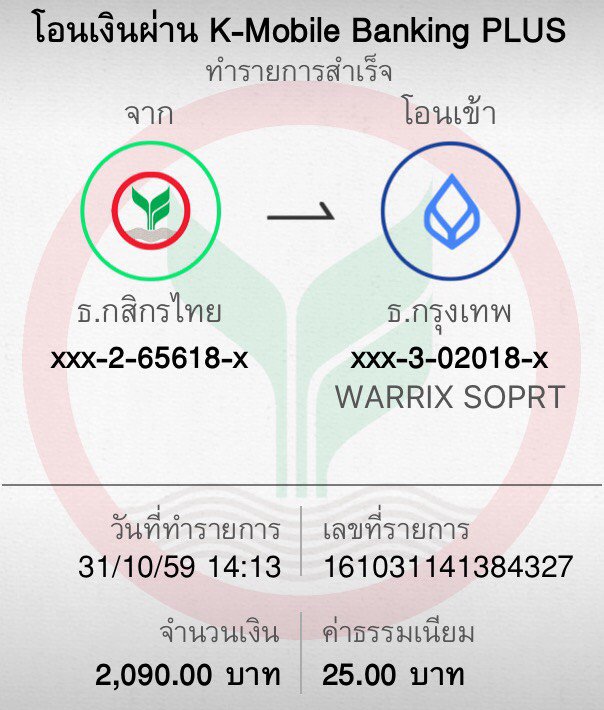 โอนเงินผ่าน K-Mobile Banking PLUS
ทำรายการสำเร็จ
จาก
โอนเข้า
ธ.กสิกรไทย
ธ.กรุงเทพ
xxx-2-65618-x
xxx-3-02018-x
WARRIX SOPRT
วันที่ทำรายการ
เลขที่รายการ
31/10/59 14:13
161031141384327
จำนวนเงิน
ค่าธรรมเนียม
2,090.00 บาท
25.00 บาท